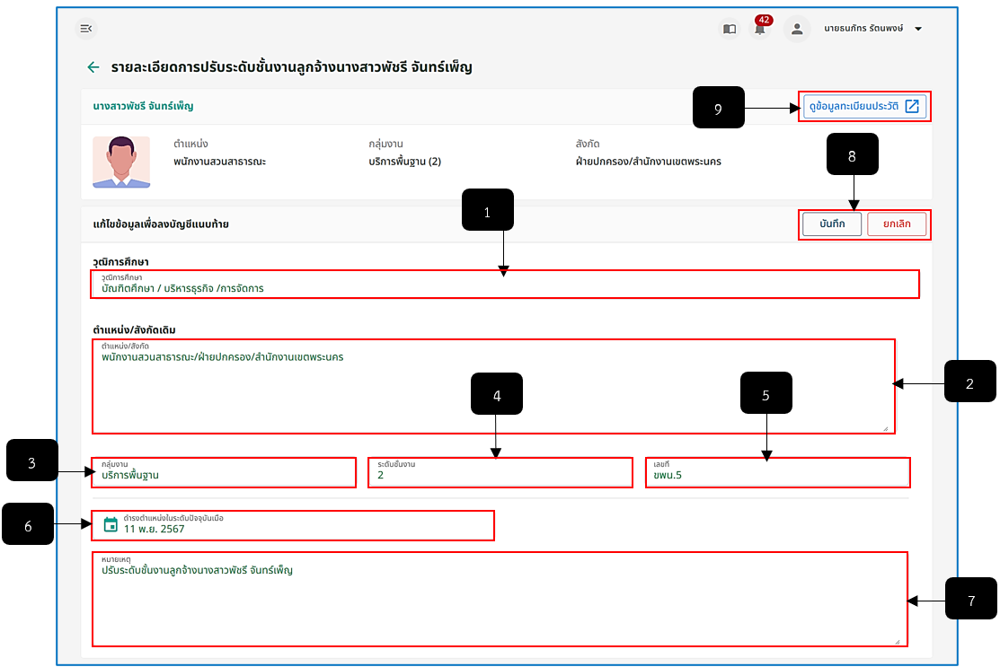 42
นายธนภัทร รัตนพงษ์
รายละเอียดการปรับระดับชั้นงานลูกจ้างนางสาวพัชรี จันทร์เพ็ญ
นางสาวพัชรี จันทร์เพ็ญ
9
ดูข้อมูลทะเบียนประวัติ
ตำแหน่ง
กลุ่มงาน
สังกัด
พนักงานสวนสาธารณะ
บริการพื้นฐาน (2)
ฝ่ายปกครอง/สำนักงานเขตพระนคร
8
1
แก้ไขข้อมูลเพื่อลงบัญชีแนบท้าย
บันทึก
ยกเลิก
วุฒิการศึกษา
วุฒิการศึกษา
บัณฑิตศึกษา / บริหารธุรกิจ /การจัดการ
ตำแหน่ง/สังกัดเดิม
ตำแหน่ง/สังกัด
พนักงานสวนสาธารณะ/ฝ่ายปกครอง/สำนักงานเขตพระนคร
2
4
5
3
กลุ่มงาน
บริการพื้นฐาน
ระดับชั้นงาน
2
เลขที่
ขพน.5
6
ดำรงตำแหน่งในระดับปัจจุบันเมื่อ
11 พ.ย. 2567
หมายเหตุ
ปรับระดับชั้นงานลูกจ้างนางสาวพัชรี จันทร์เพ็ญ
7